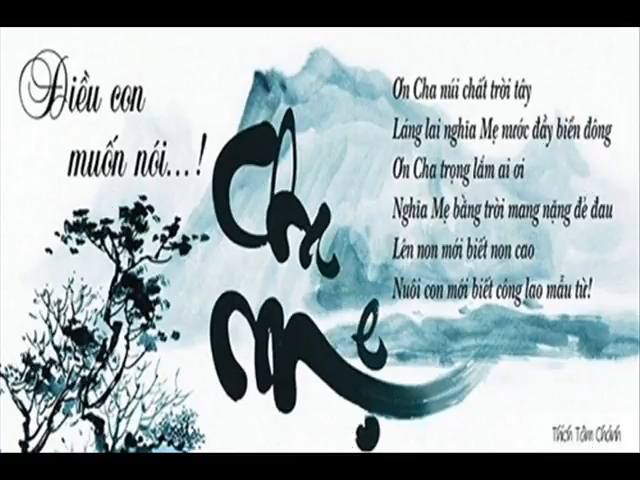 Điều con
muốn nói...!
Cha
Mẹ
Ơn Cha núi chất trời tây
Láng lai nghĩa Mẹ nước đầy biển đông
Ơn Cha trọng lắm ai ơi
Nghĩa Mẹ bằng trời mang nặng đẻ đau
Lên non mới biết non cao
Nuôi con mới biết công lao mẫu từ!
Thích Tâm Chánh